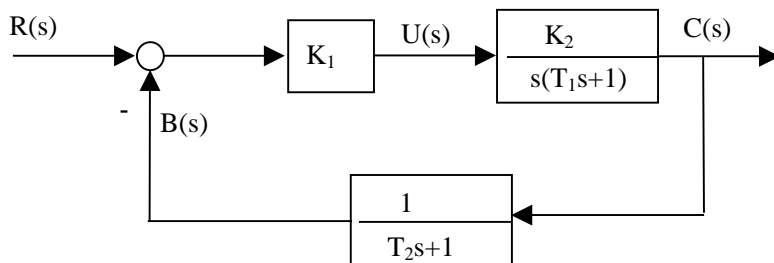 R(s)
K₁
U(s)
K₂
s(T₁s+1)
C(s)
-
B(s)
1
T₂s+1